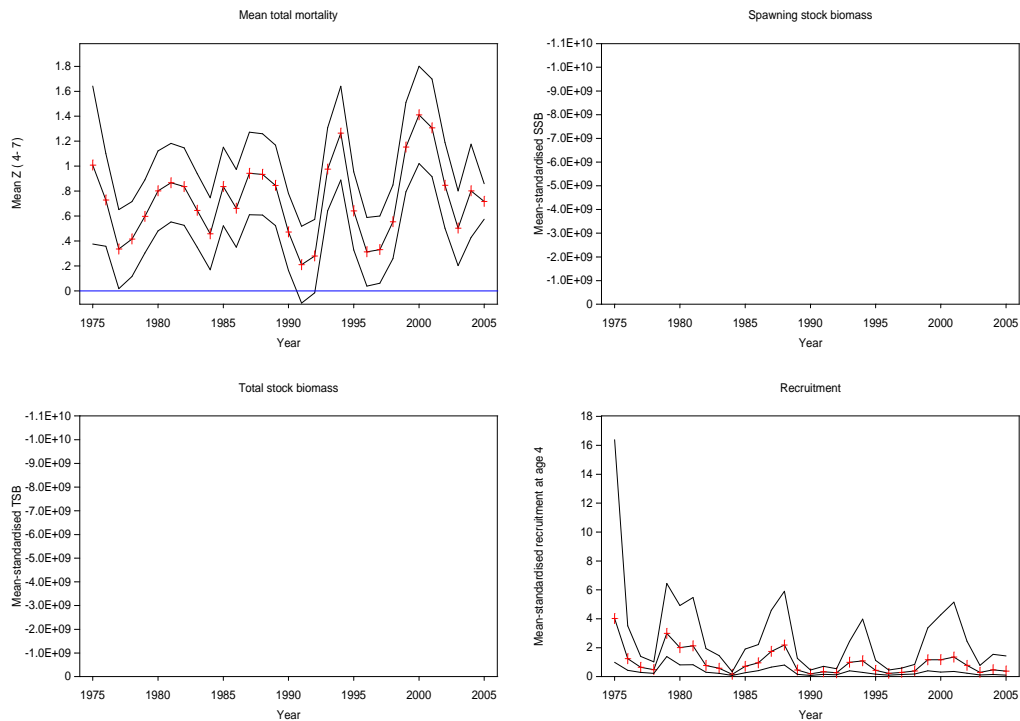 Mean total mortality
Mean Z ( 4- 7)
1.8
1.6
1.4
1.2
1
.8
.6
.4
.2
0
1975 1980 1985 1990 1995 2000 2005
Year
Spawning stock biomass
Mean-standardised SSB
-1.1E+10
-1.0E+10
-9.0E+09
-8.0E+09
-7.0E+09
-6.0E+09
-5.0E+09
-4.0E+09
-3.0E+09
-2.0E+09
-1.0E+09
0
1975 1980 1985 1990 1995 2000 2005
Year
Total stock biomass
Mean-standardised TSB
-1.1E+10
-1.0E+10
-9.0E+09
-8.0E+09
-7.0E+09
-6.0E+09
-5.0E+09
-4.0E+09
-3.0E+09
-2.0E+09
-1.0E+09
0
1975 1980 1985 1990 1995 2000 2005
Year
Recruitment
Mean-standardised recruitment at age 4
18
16
14
12
10
8
6
4
2
0
1975 1980 1985 1990 1995 2000 2005
Year